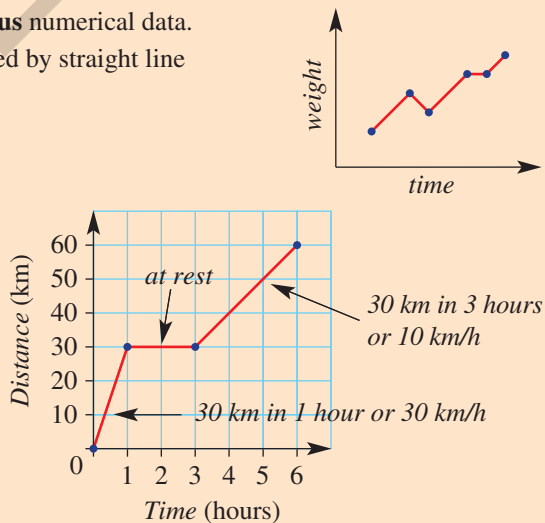 us numerical data.
ed by straight line
weight
time
Distance (km)
60
50
40
30
20
10
0
at rest
30 km in 3 hours
or 10 km/h
30 km in 1 hour or 30 km/h
1 2 3 4 5 6
Time (hours)